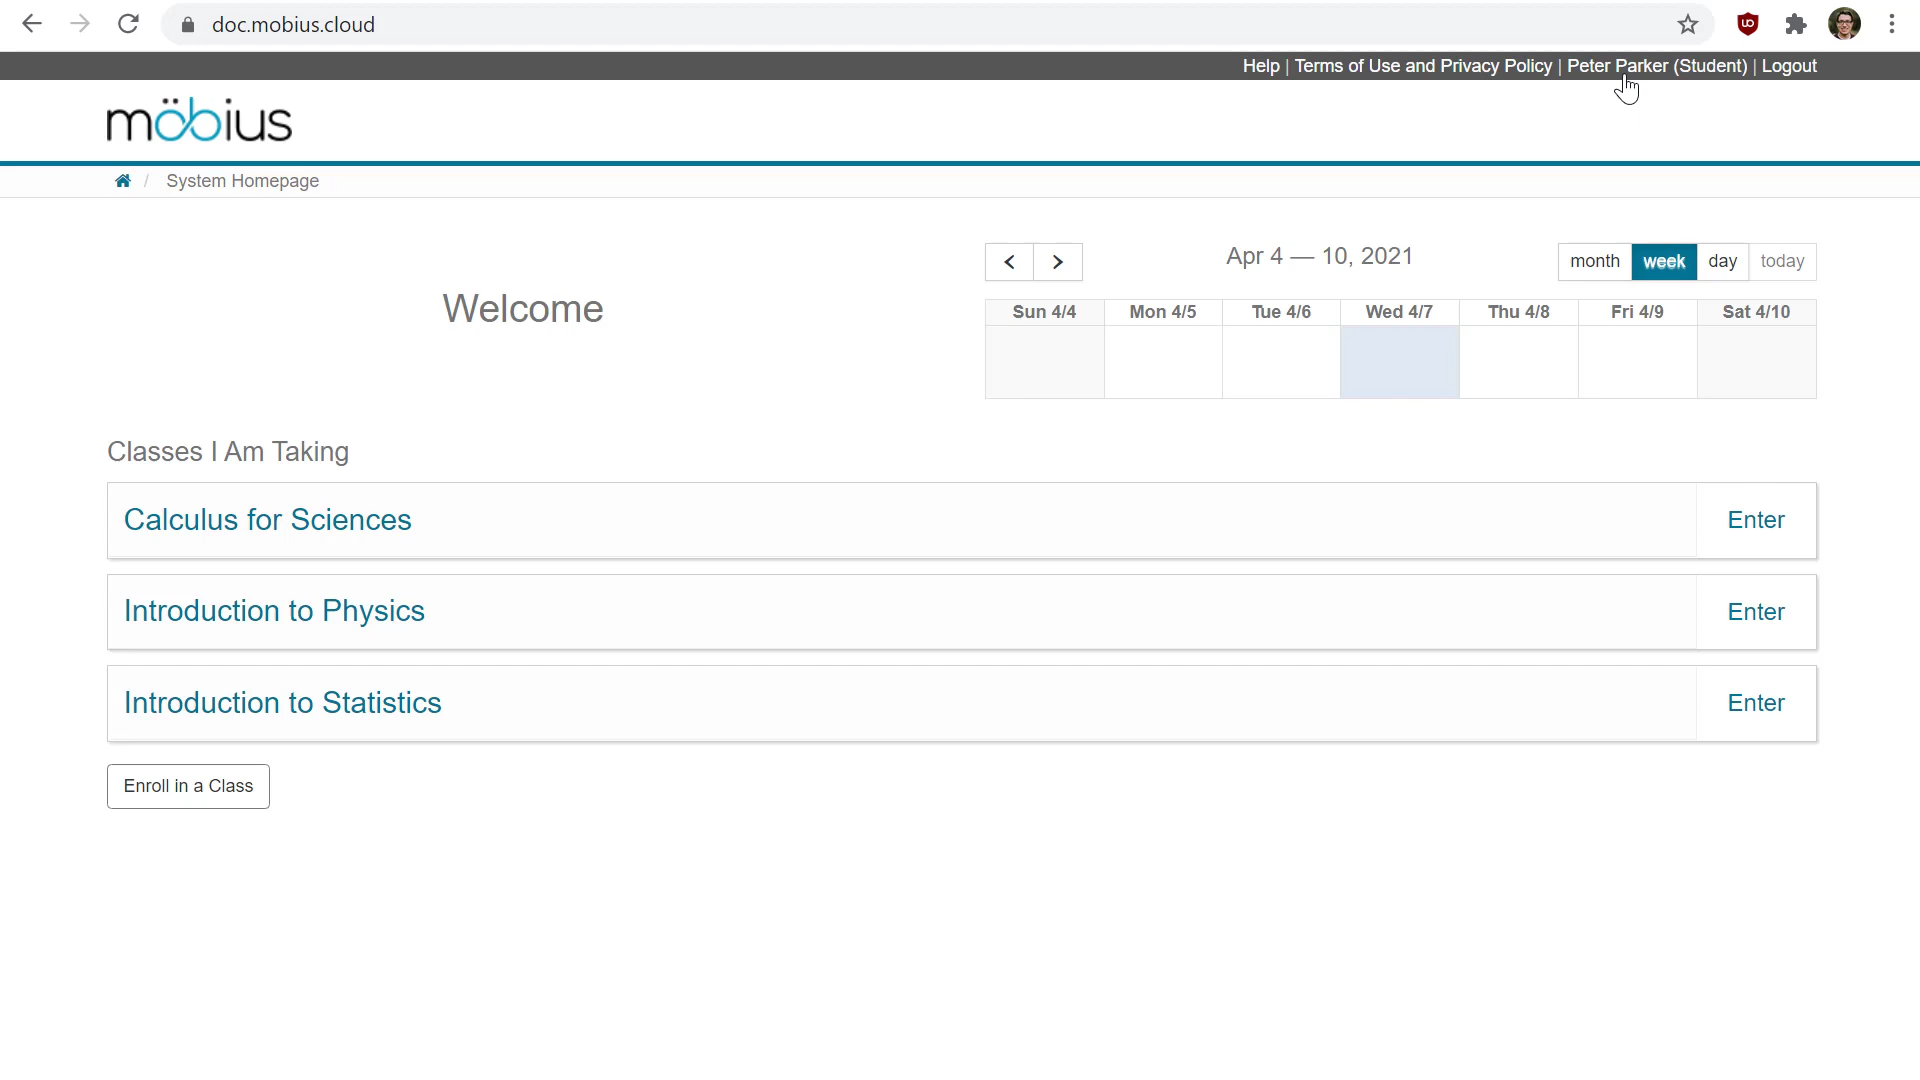 doc.mobius.cloud
Help | Terms of Use and Privacy Policy | Peter Parker (Student) | Logout
möbius
/ System Homepage
Welcome
< > Apr 4 — 10, 2021 month week day today
Sun 4/4 Mon 4/5 Tue 4/6 Wed 4/7 Thu 4/8 Fri 4/9 Sat 4/10
Classes I Am Taking
Calculus for Sciences Enter
Introduction to Physics Enter
Introduction to Statistics Enter
Enroll in a Class